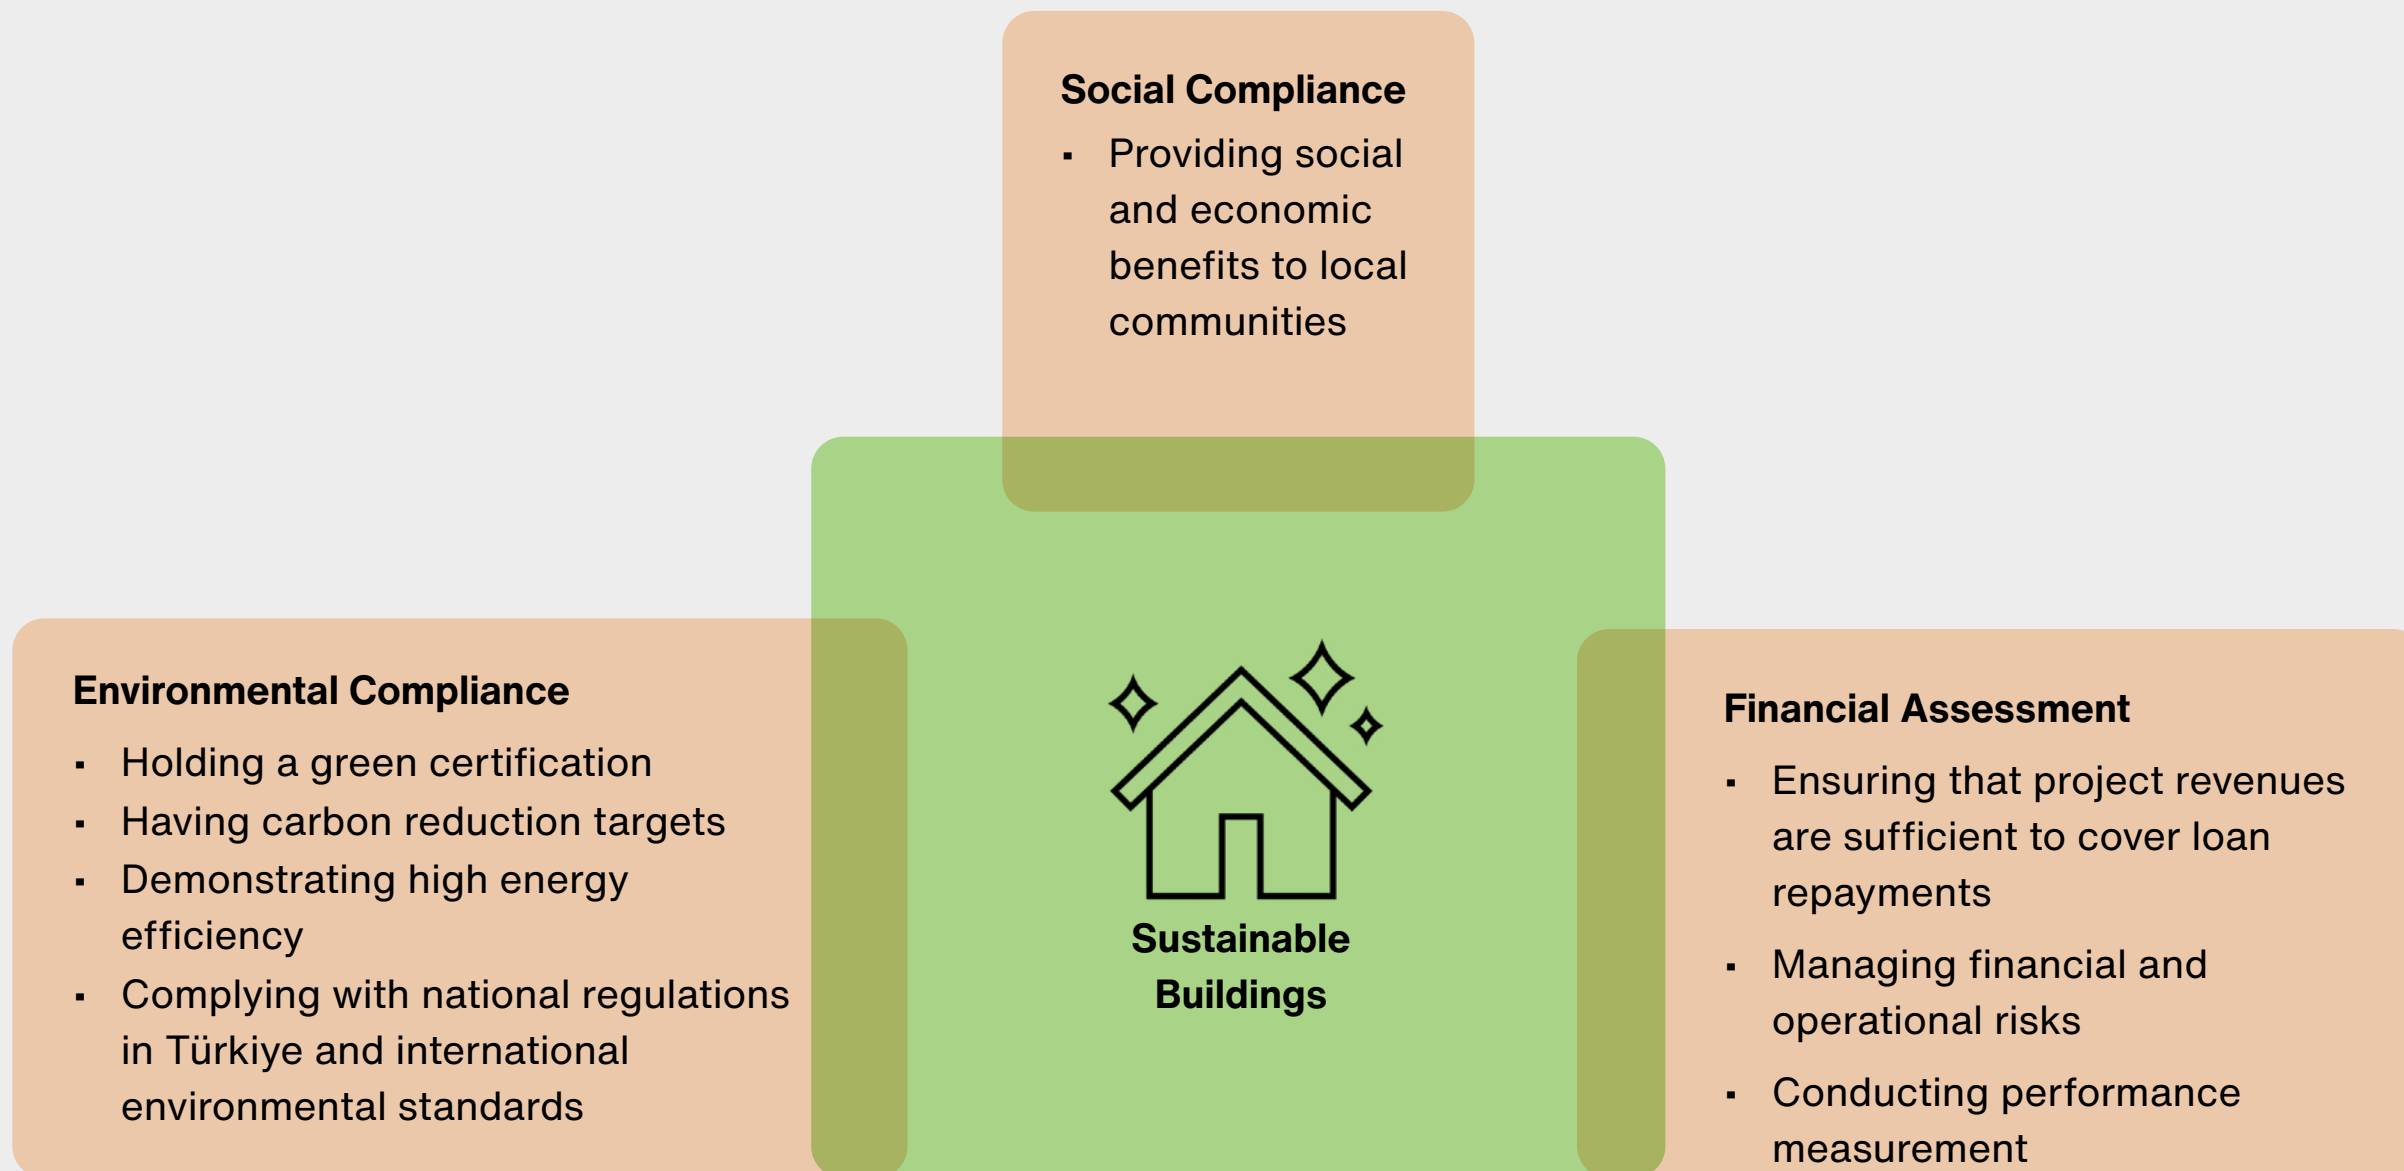 Social Compliance
▪ Providing social
and economic
benefits to local
communities
Environmental Compliance
▪ Holding a green certification
▪ Having carbon reduction targets
▪ Demonstrating high energy
efficiency
▪ Complying with national regulations
in Türkiye and international
environmental standards
Sustainable
Buildings
Financial Assessment
▪ Ensuring that project revenues
are sufficient to cover loan
repayments
▪ Managing financial and
operational risks
▪ Conducting performance
measurement